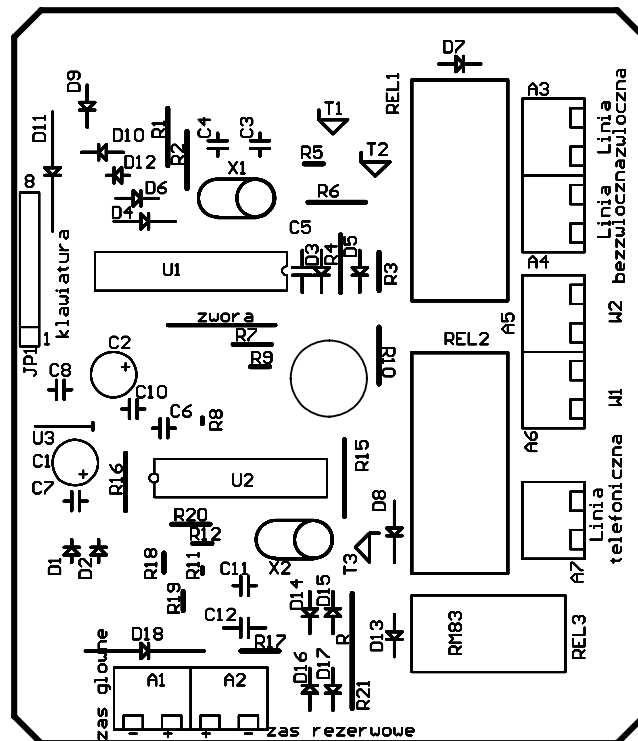 D7
D9
REL1
A3
D11
R1
C4
C3
T1
Linia
zwloczna
D10
R2
R5
T2
D12
X1
8
D6
R6
D4
C5
Linia
bezzwloczna
klawiatura
U1
D3
R4
D5
R3
A4
zwora
W2
A5
JP1
1
R7
C2
+
R9
R10
REL2
C8
C10
C6
R8
W1
A6
U3
C1
+
R16
U2
R15
Linia
telefoniczna
C7
D8
R20
R12
D1
D2
R18
R11
X2
T3
A7
C11
R19
D14
D15
C12
R
D13
RM83
REL3
zas glowne
D18
R17
A1
A2
D16
D17
R21
- + + -
zas rezerwowe